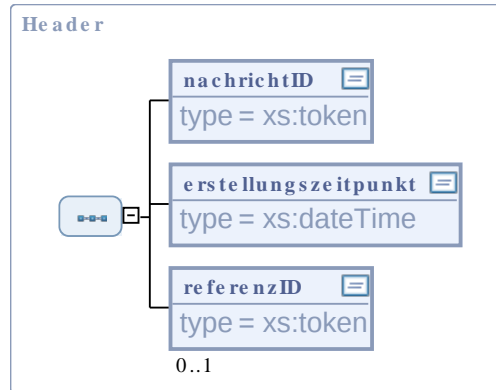 Header
nachrichtID
type = xs:token
erstellungszeitpunkt
type = xs:dateTime
referenzID
type = xs:token
0..1